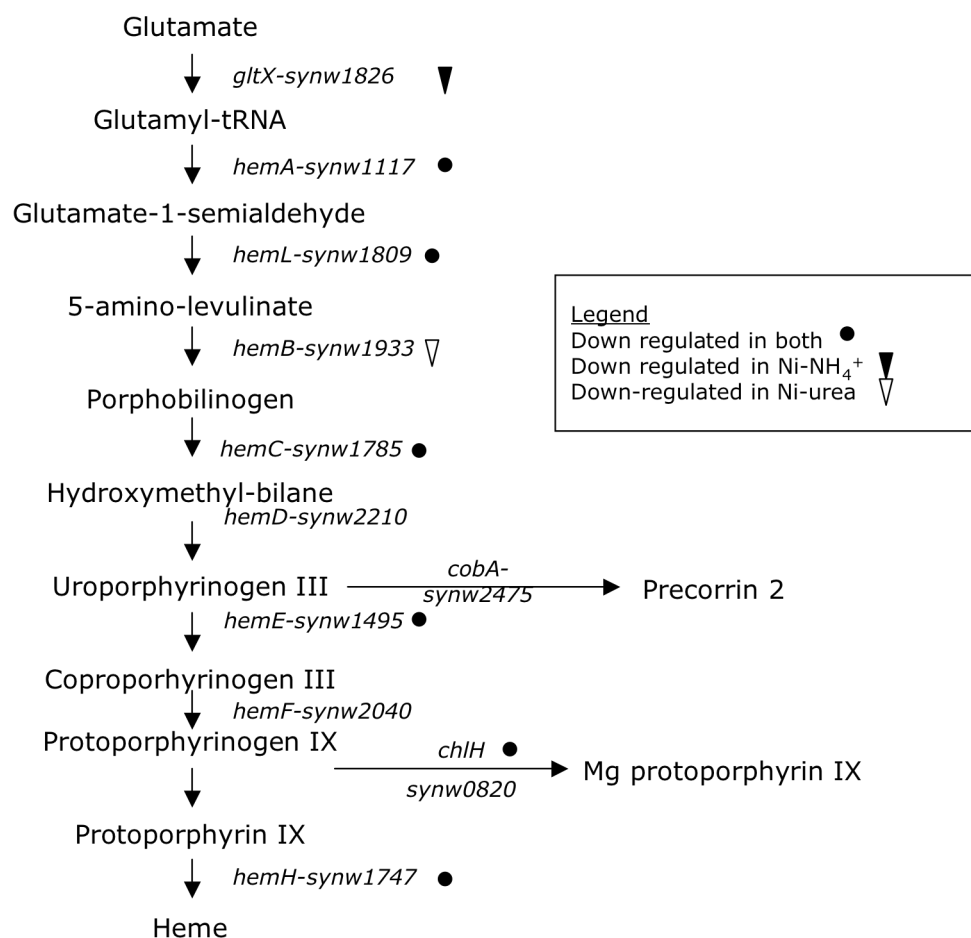 Glutamate
gltX-synw1826
Glutamyl-tRNA
hemA-synw1117
Glutamate-1-semialdehyde
hemL-synw1809
5-amino-levulinate
hemB-synw1933
Porphobilinogen
hemC-synw1785
Hydroxymethyl-bilane
hemD-synw2210
Uroporphyrinogen III
cobA-
synw2475
Precorrin 2
hemE-synw1495
Coproporhyrinogen III
hemF-synw2040
Protoporphyrinogen IX
chlH
synw0820
Mg protoporphyrin IX
Protoporphyrin IX
hemH-synw1747
Heme
Legend
Down regulated in both
Down regulated in Ni-NH₄⁺
Down-regulated in Ni-urea